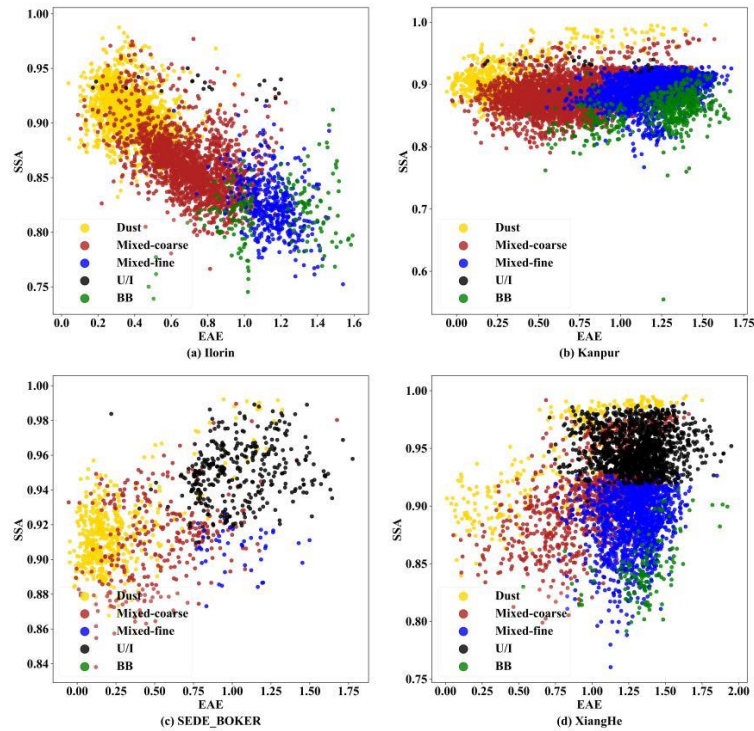 1.00
0.95
0.90
0.85
0.80
0.75
SSA
Dust
Mixed-coarse
Mixed-fine
U/I
BB
0.0 0.2 0.4 0.6 0.8 1.0 1.2 1.4 1.6
EAE
(a) Ilorin
1.0
0.9
0.8
0.7
0.6
SSA
Dust
Mixed-coarse
Mixed-fine
U/I
BB
0.00 0.25 0.50 0.75 1.00 1.25 1.50 1.75
EAE
(b) Kanpur
1.00
0.98
0.96
0.94
0.92
0.90
0.88
0.86
0.84
SSA
Dust
Mixed-coarse
Mixed-fine
U/I
BB
0.00 0.25 0.50 0.75 1.00 1.25 1.50 1.75
EAE
(c) SEDE_BOKER
1.00
0.95
0.90
0.85
0.80
0.75
SSA
Dust
Mixed-coarse
Mixed-fine
U/I
BB
0.00 0.25 0.50 0.75 1.00 1.25 1.50 1.75 2.00
EAE
(d) XiangHe